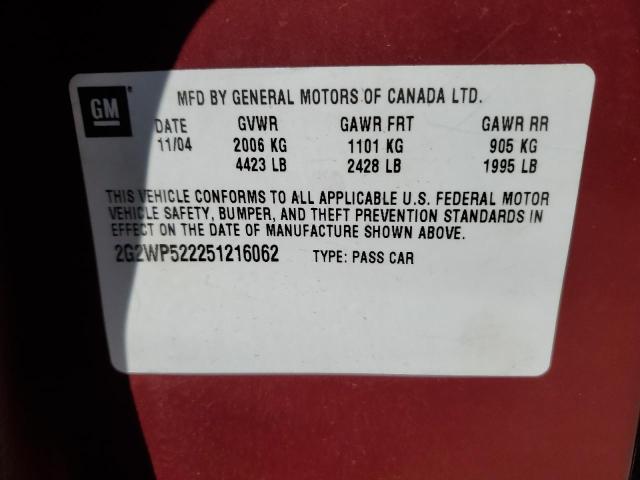 GM
MFD BY GENERAL MOTORS OF CANADA LTD.
DATE GVWR GAWR FRT GAWR RR
11/04 2006 KG 1101 KG 905 KG
4423 LB 2428 LB 1995 LB
THIS VEHICLE CONFORMS TO ALL APPLICABLE U.S. FEDERAL MOTOR
VEHICLE SAFETY, BUMPER, AND THEFT PREVENTION STANDARDS IN
EFFECT ON THE DATE OF MANUFACTURE SHOWN ABOVE.
2G2WP522251216062 TYPE: PASS CAR